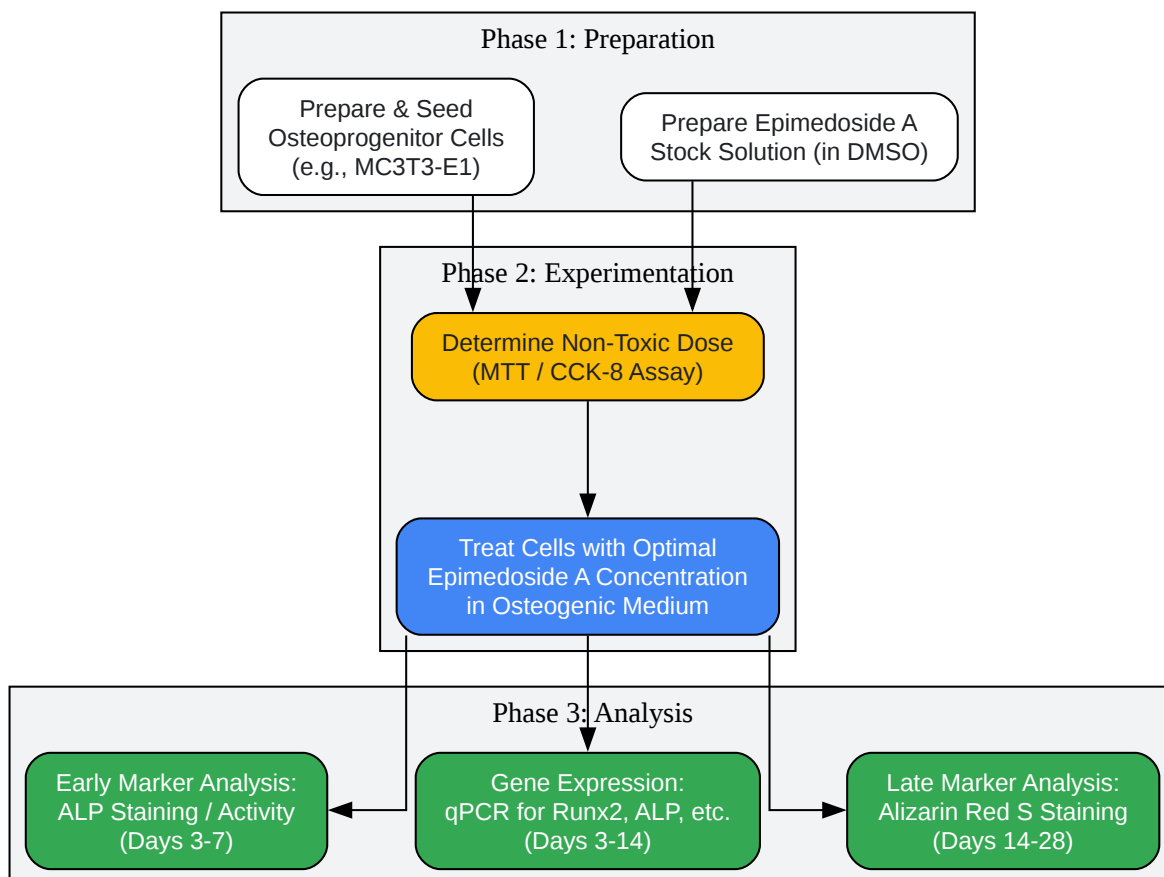 Phase 1: Preparation
Prepare & Seed
Osteoprogenitor Cells
(e.g., MC3T3-E1)
Prepare Epimedoside A
Stock Solution (in DMSO)
Phase 2: Experimentation
Determine Non-Toxic Dose
(MTT / CCK-8 Assay)
Treat Cells with Optimal
Epimedoside A Concentration
in Osteogenic Medium
Phase 3: Analysis
Early Marker Analysis:
ALP Staining / Activity
(Days 3-7)
Gene Expression:
qPCR for Runx2, ALP, etc.
(Days 3-14)
Late Marker Analysis:
Alizarin Red S Staining
(Days 14-28)